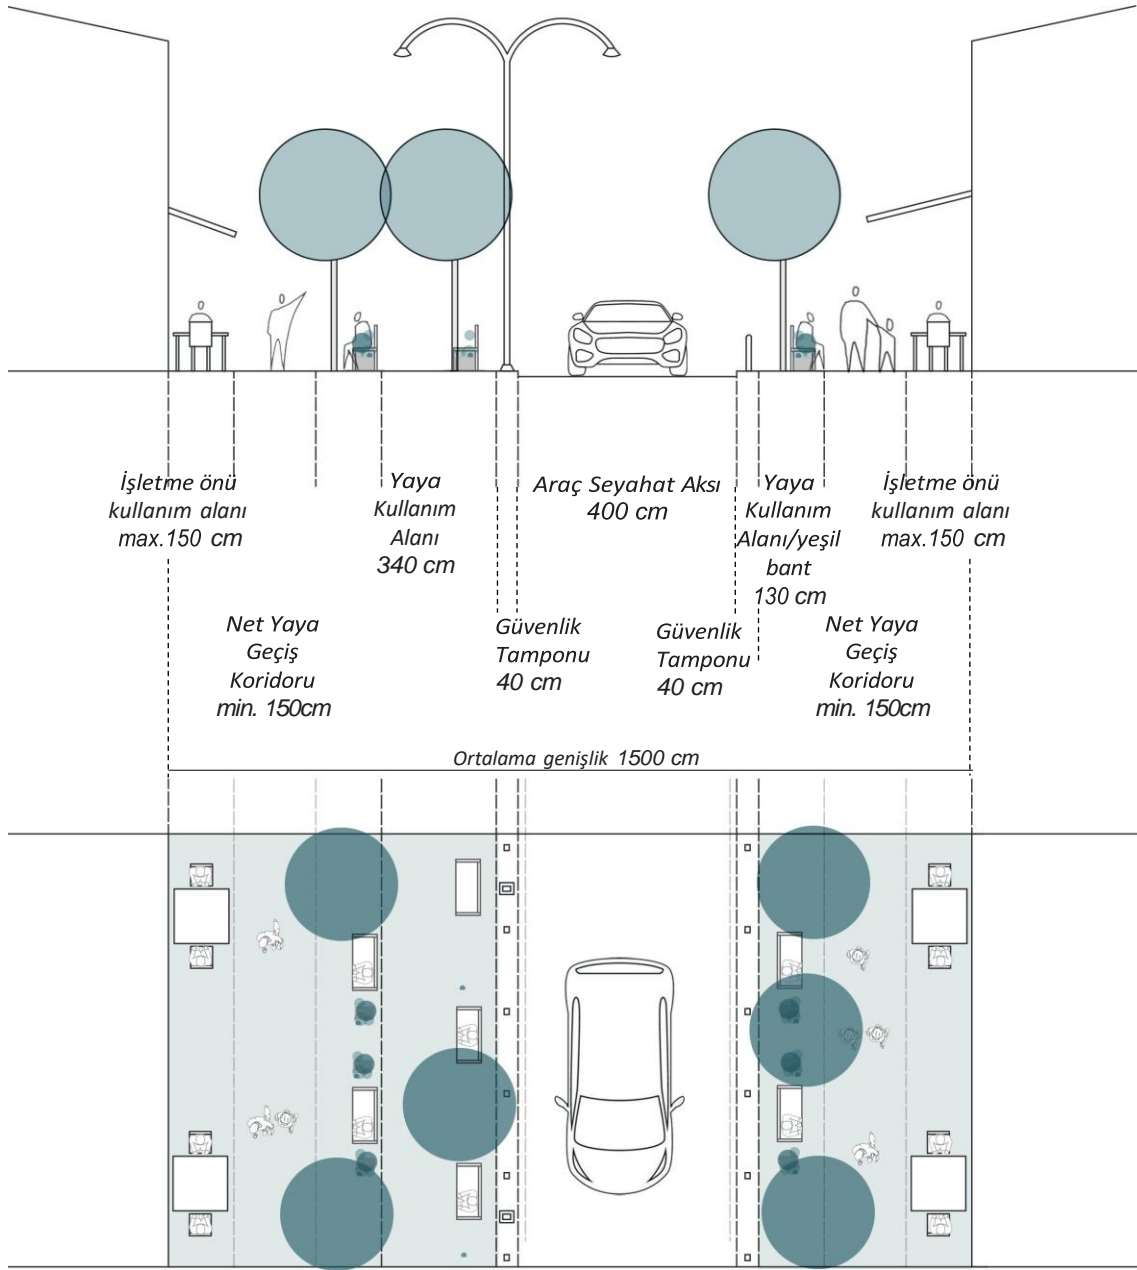 İşletme önü
kullanım alanı
max.150 cm
Yaya
Kullanım
Alanı
340 cm
Araç Seyahat Aksı
400 cm
Yaya
Kullanım
Alanı/yeşil
bant
130 cm
İşletme önü
kullanım alanı
max.150 cm
Net Yaya
Geçiş
Koridoru
min. 150cm
Güvenlik
Tamponu
40 cm
Güvenlik
Tamponu
40 cm
Net Yaya
Geçiş
Koridoru
min. 150cm
Ortalama genişlik 1500 cm